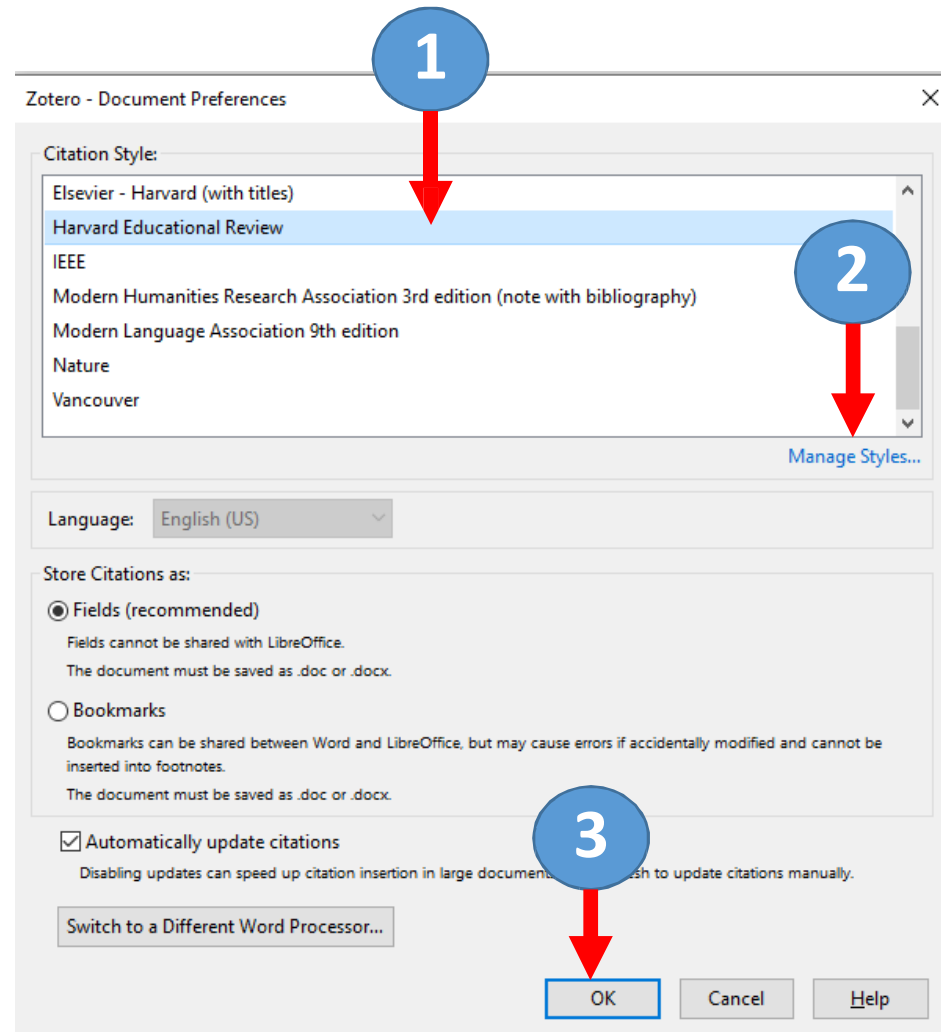 1
Zotero - Document Preferences
Citation Style:
Elsevier - Harvard (with titles)
Harvard Educational Review
IEEE
2
Modern Humanities Research Association 3rd edition (note with bibliography)
Modern Language Association 9th edition
Nature
Vancouver
Manage Styles...
Language: English (US)
Store Citations as:
Fields (recommended)
Fields cannot be shared with LibreOffice.
The document must be saved as .doc or .docx.
Bookmarks
Bookmarks can be shared between Word and LibreOffice, but may cause errors if accidentally modified and cannot be
inserted into footnotes.
The document must be saved as .doc or .docx.
3
Automatically update citations
Disabling updates can speed up citation insertion in large to update citations manually.
Switch to a Different Word Processor...
OK Cancel Help